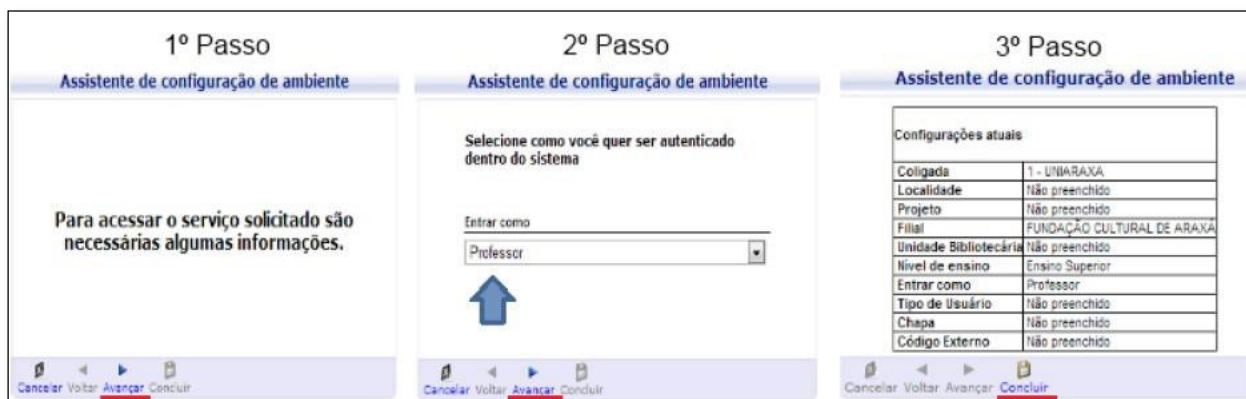 1º Passo
Assistente de configuração de ambiente
Para acessar o serviço solicitado são
necessárias algumas informações.
Cancelar Voltar Avançar Concluir
2º Passo
Assistente de configuração de ambiente
Selecione como você quer ser autenticado
dentro do sistema
Entrar como
Professor
Cancelar Voltar Avançar Concluir
3º Passo
Assistente de configuração de ambiente
Configurações atuais
Coligada 1 - UNIARAXA
Localidade Não preenchido
Projeto Não preenchido
Filial FUNDAÇÃO CULTURAL DE ARAXÁ
Unidade Bibliotecária Não preenchido
Nível de ensino Ensino Superior
Entrar como Professor
Tipo de Usuário Não preenchido
Chapa Não preenchido
Código Externo Não preenchido
Cancelar Voltar Avançar Concluir